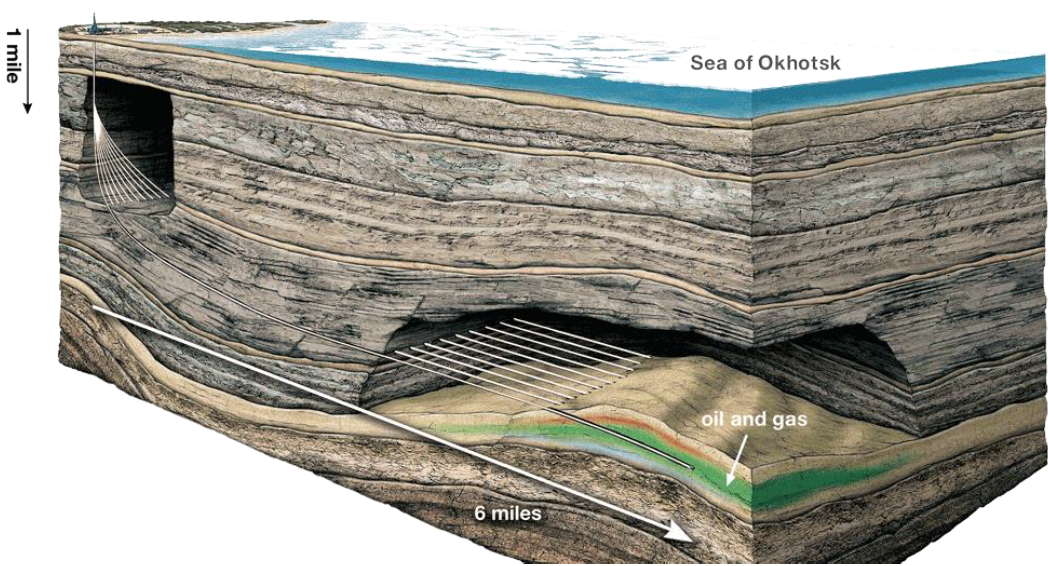 1 mile
Sea of Okhotsk
oil and gas
6 miles